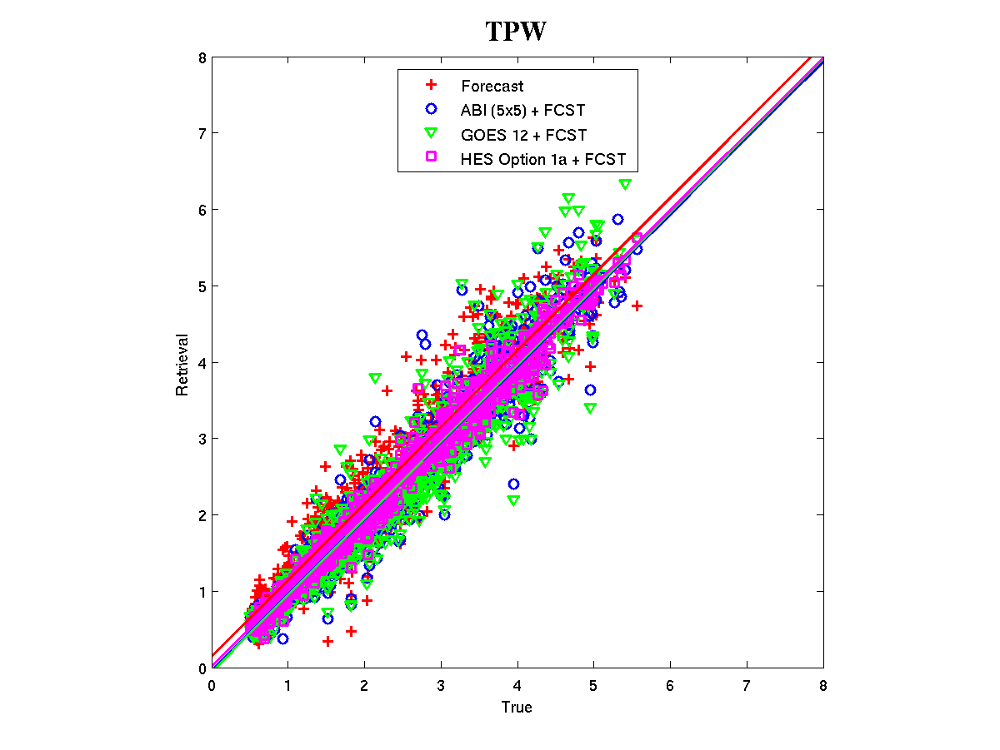 TPW
Forecast
ABI (5x5) + FCST
GOES 12 + FCST
HES Option 1a + FCST
8
7
6
5
4
3
2
1
0
Retrieval
0 1 2 3 4 5 6 7 8
True